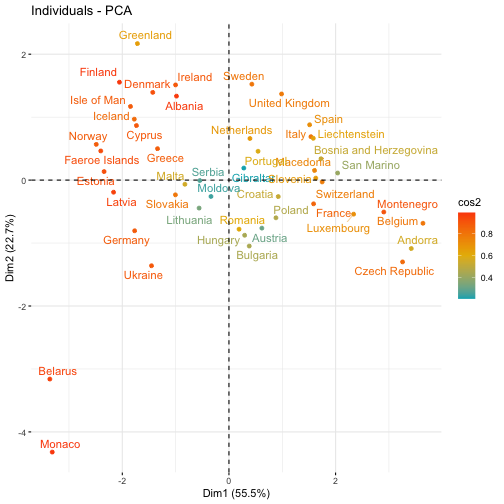 Individuals - PCA
Greenland
Finland
Ireland
Sweden
Denmark
Isle of Man
Albania
United Kingdom
Iceland
Spain
Norway
Cyprus
Netherlands
Italy
Liechtenstein
Faeroe Islands
Greece
Portugal
Bosnia and Herzegovina
Macedonia
San Marino
Estonia
Malta
Serbia
Gibraltar
Slovenia
Moldova
Latvia
Slovakia
Croatia
Switzerland
Lithuania
Poland
France
Montenegro
Germany
Romania
Luxembourg
Belgium
Hungary
Austria
Andorra
Ukraine
Bulgaria
Czech Republic
Belarus
Monaco
2
0
-2
-4
-2
0
2
Dim1 (55.5%)
Dim2 (22.7%)
cos2
0.8
0.6
0.4